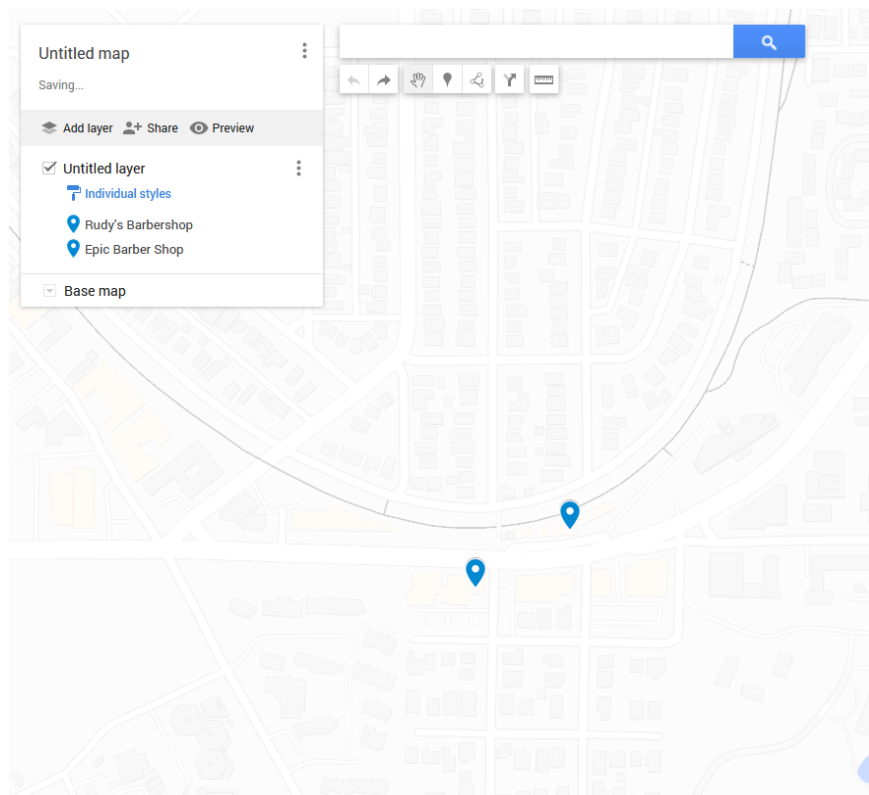 Untitled map
Saving...
Add layer Share Preview
Untitled layer
Individual styles
Rudy's Barbershop
Epic Barber Shop
Base map